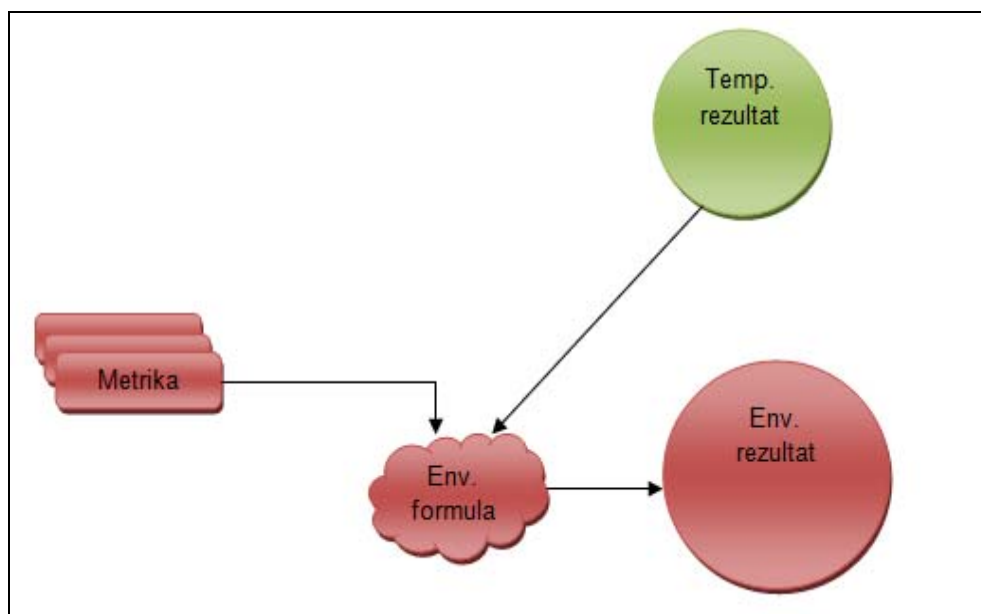 Temp.
rezultat
Metrika
Env.
formula
Env.
rezultat